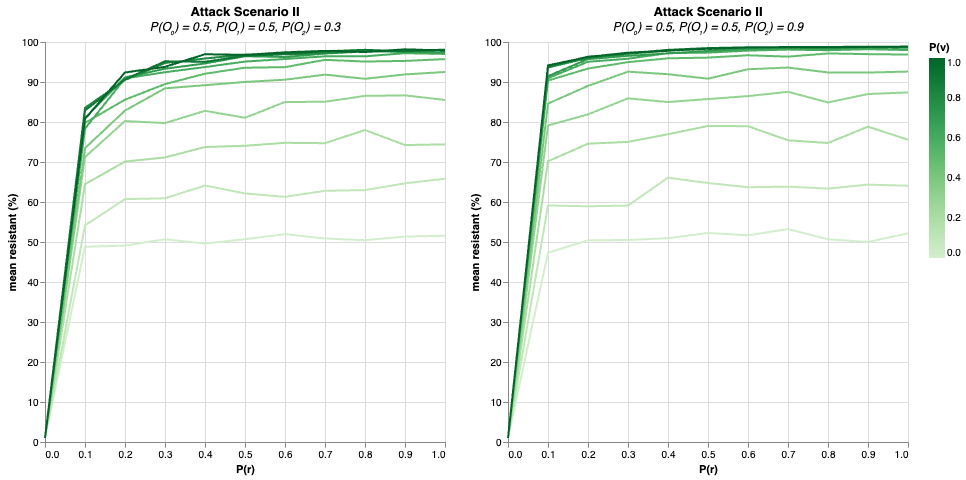 Attack Scenario II
P(O₀) = 0.5, P(O₁) = 0.5, P(O₂) = 0.3
100
90
80
70
60
50
40
30
20
10
0
mean resistant (%)
0.0 0.1 0.2 0.3 0.4 0.5 0.6 0.7 0.8 0.9 1.0
P(r)
Attack Scenario II
P(O₀) = 0.5, P(O₁) = 0.5, P(O₂) = 0.9
100
90
80
70
60
50
40
30
20
10
0
mean resistant (%)
0.0 0.1 0.2 0.3 0.4 0.5 0.6 0.7 0.8 0.9 1.0
P(r)
P(v)
1.0
0.8
0.6
0.4
0.2
0.0